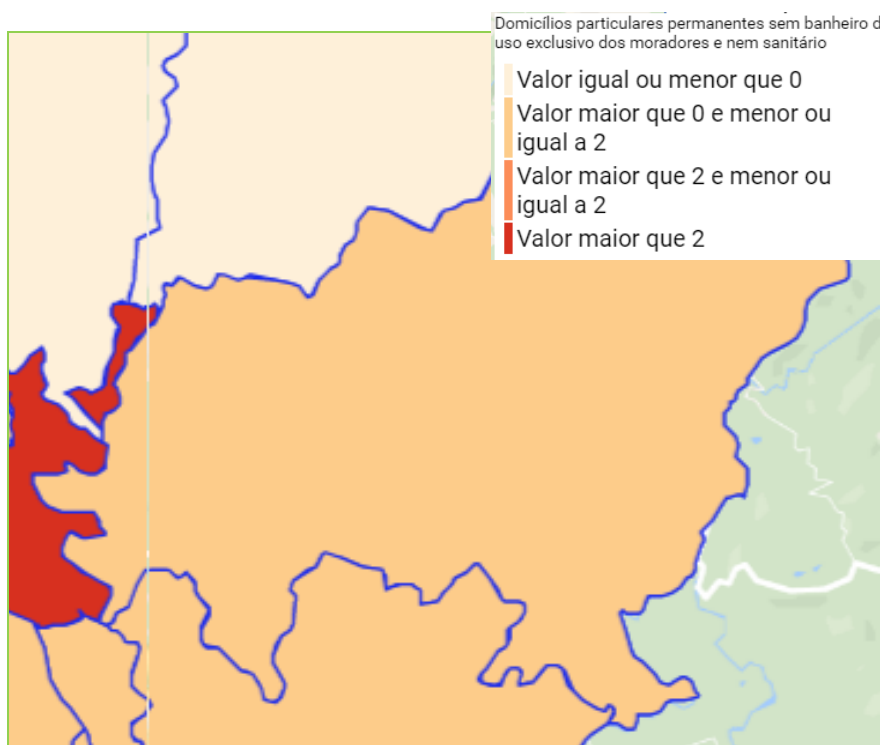 Domicílios particulares permanentes sem banheiro d
uso exclusivo dos moradores e nem sanitário
Valor igual ou menor que 0
Valor maior que 0 e menor ou
igual a 2
Valor maior que 2 e menor ou
igual a 2
Valor maior que 2